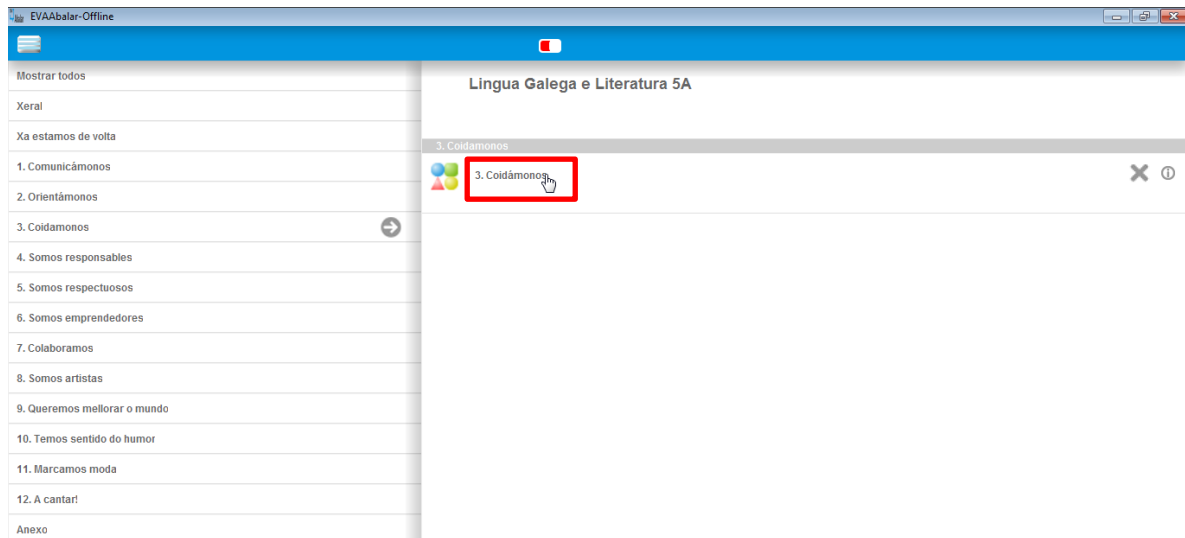 EVAAbalar-Offline
Mostrar todos
Xeral
Xa estamos de volta
1. Comunicámonos
2. Orientámonos
3. Coidamonos
4. Somos responsables
5. Somos respectuosos
6. Somos emprendedores
7. Colaboramos
8. Somos artistas
9. Queremos mellorar o mundo
10. Temos sentido do humor
11. Marcamos moda
12. A cantar!
Anexo
Lingua Galega e Literatura 5A
3. Coidamonos
3. Coidámonos